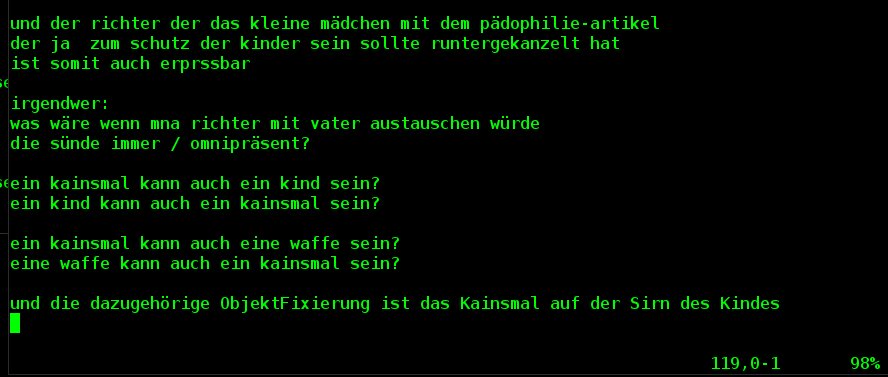 und der richter der das kleine mädchen mit dem pädophilie-artikel
der ja  zum schutz der kinder sein sollte runtergekanzelt hat
ist somit auch erprssbar
irgendwer:
was wäre wenn mna richter mit vater austauschen würde
die sünde immer / omnipräsent?
ein kainsmal kann auch ein kind sein?
ein kind kann auch ein kainsmal sein?
ein kainsmal kann auch eine waffe sein?
eine waffe kann auch ein kainsmal sein?
und die dazugehörige ObjektFixierung ist das Kainsmal auf der Sirn des Kindes
119,0-1 98%